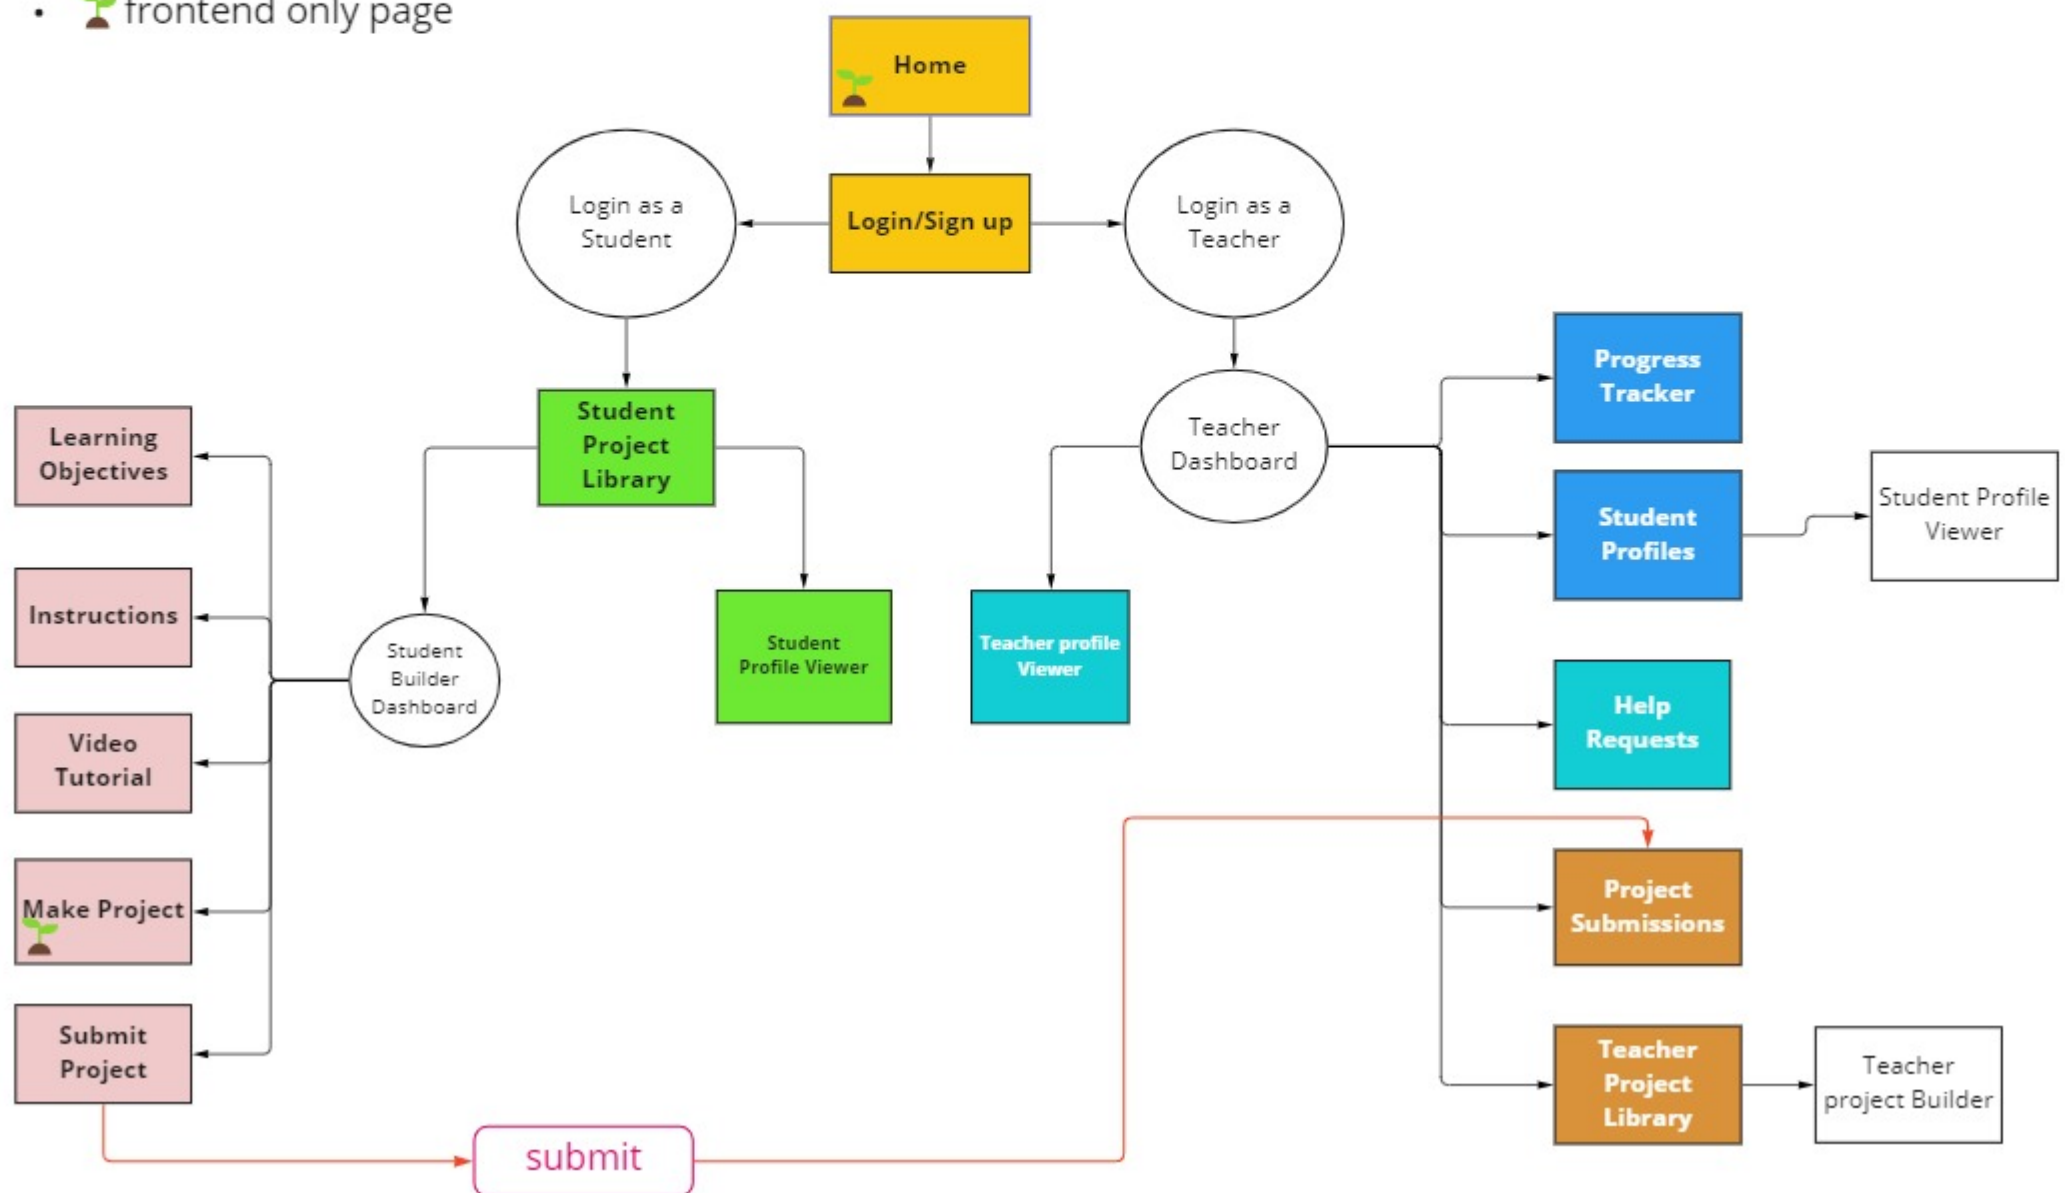 frontend only page
Home
Login/Sign up
Login as a
Student
Login as a
Teacher
Student
Project
Library
Teacher
Dashboard
Learning
Objectives
Instructions
Video
Tutorial
Make Project
Submit
Project
Student
Builder
Dashboard
Student
Profile Viewer
Teacher profile
Viewer
Progress
Tracker
Student
Profiles
Student Profile
Viewer
Help
Requests
Project
Submissions
Teacher
Project
Library
Teacher
project Builder
submit